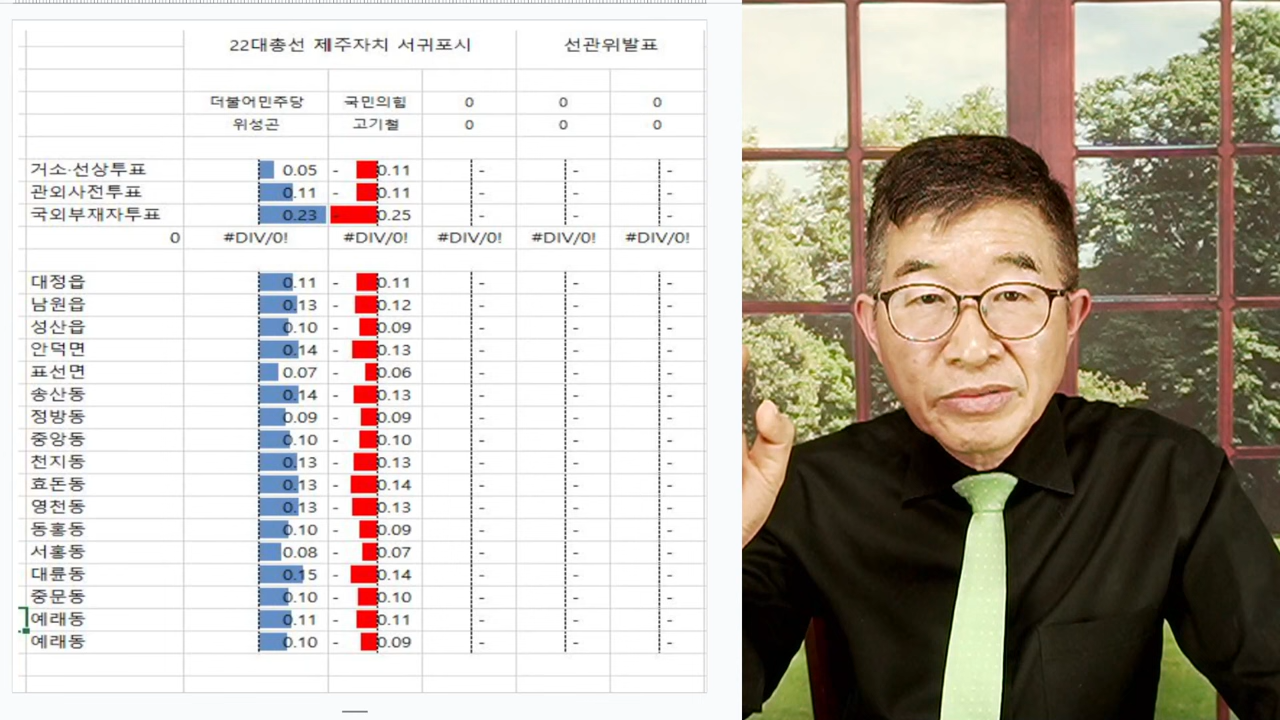 22대총선 제주자치 서귀포시 선관위발표
더불어민주당 국민의힘 0 0 0
위성곤 고기철 0 0 0
거소·선상투표 0.05 - 0.11 - - -
관외사전투표 0.11 - 0.11 - - -
국외부재자투표 0.23 - 0.25 - - -
0 #DIV/0! #DIV/0! #DIV/0! #DIV/0! #DIV/0!
대정읍 0.11 - 0.11 - - -
남원읍 0.13 - 0.12 - - -
성산읍 0.10 - 0.09 - - -
안덕면 0.14 - 0.13 - - -
표선면 0.07 - 0.06 - - -
송산동 0.14 - 0.13 - - -
정방동 0.09 - 0.09 - - -
중앙동 0.10 - 0.10 - - -
천지동 0.13 - 0.13 - - -
효돈동 0.13 - 0.14 - - -
영천동 0.13 - 0.13 - - -
동홍동 0.10 - 0.09 - - -
서홍동 0.08 - 0.07 - - -
대륜동 0.15 - 0.14 - - -
중문동 0.10 - 0.10 - - -
예래동 0.11 - 0.11 - - -
예래동 0.10 - 0.09 - - -